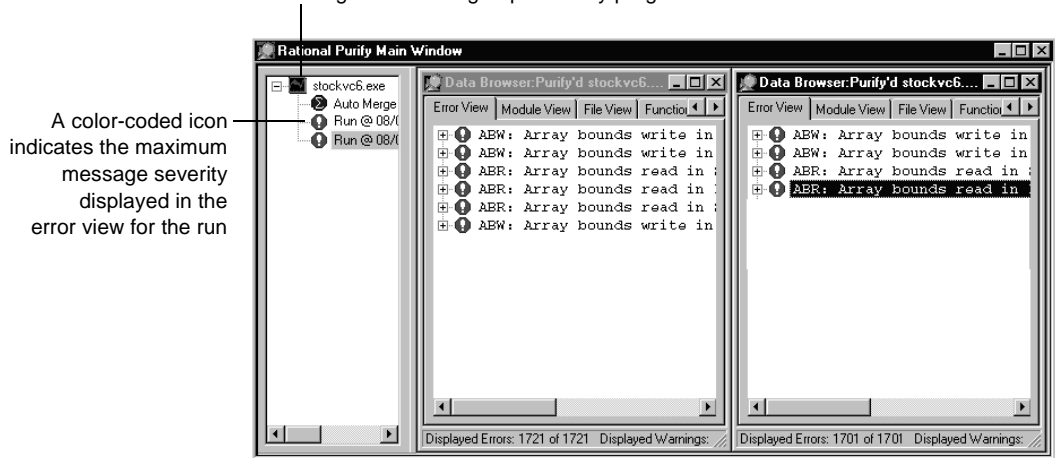 Rational Purify Main Window
stockvc6.exe
Auto Merge
Run @ 08/0
Run @ 08/0
A color-coded icon
indicates the maximum
message severity
displayed in the
error view for the run
Data Browser:Purify'd stockvc6....
Error View Module View File View Function
ABW: Array bounds write in
ABW: Array bounds write in
ABR: Array bounds read in
ABR: Array bounds read in
ABR: Array bounds read in
ABW: Array bounds write in
Displayed Errors: 1721 of 1721 Displayed Warnings:
Data Browser:Purify'd stockvc6....
Error View Module View File View Function
ABW: Array bounds write in
ABW: Array bounds write in
ABR: Array bounds read in
ABR: Array bounds read in
Displayed Errors: 1701 of 1701 Displayed Warnings: